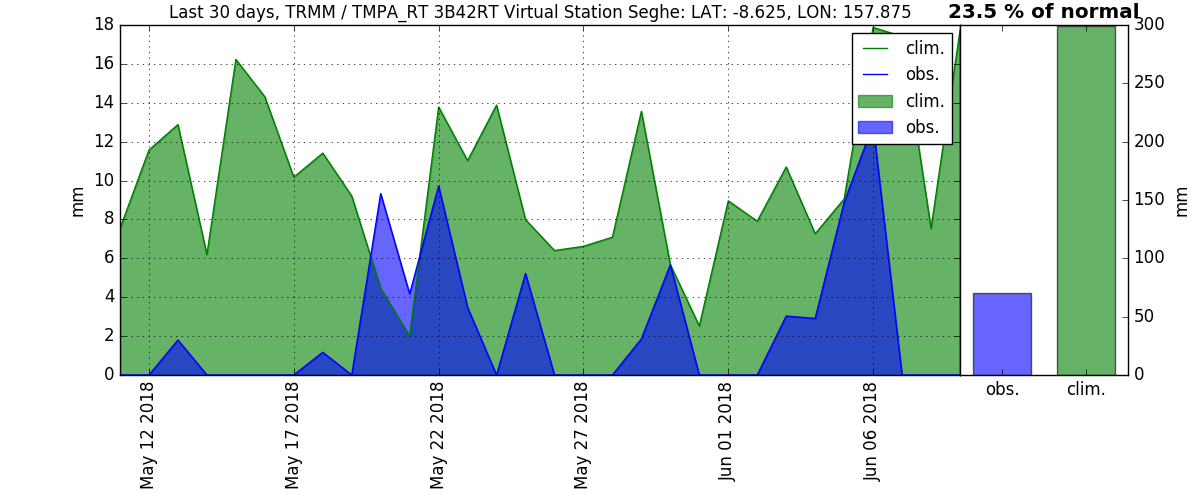 Last 30 days, TRMM / TMPA_RT 3B42RT Virtual Station Seghe: LAT: -8.625, LON: 157.875
23.5 % of normal
18
16
14
12
10
8
6
4
2
0
mm
clim.
obs.
clim.
obs.
300
250
200
150
100
50
0
mm
obs.
clim.
May 12 2018
May 17 2018
May 22 2018
May 27 2018
Jun 01 2018
Jun 06 2018